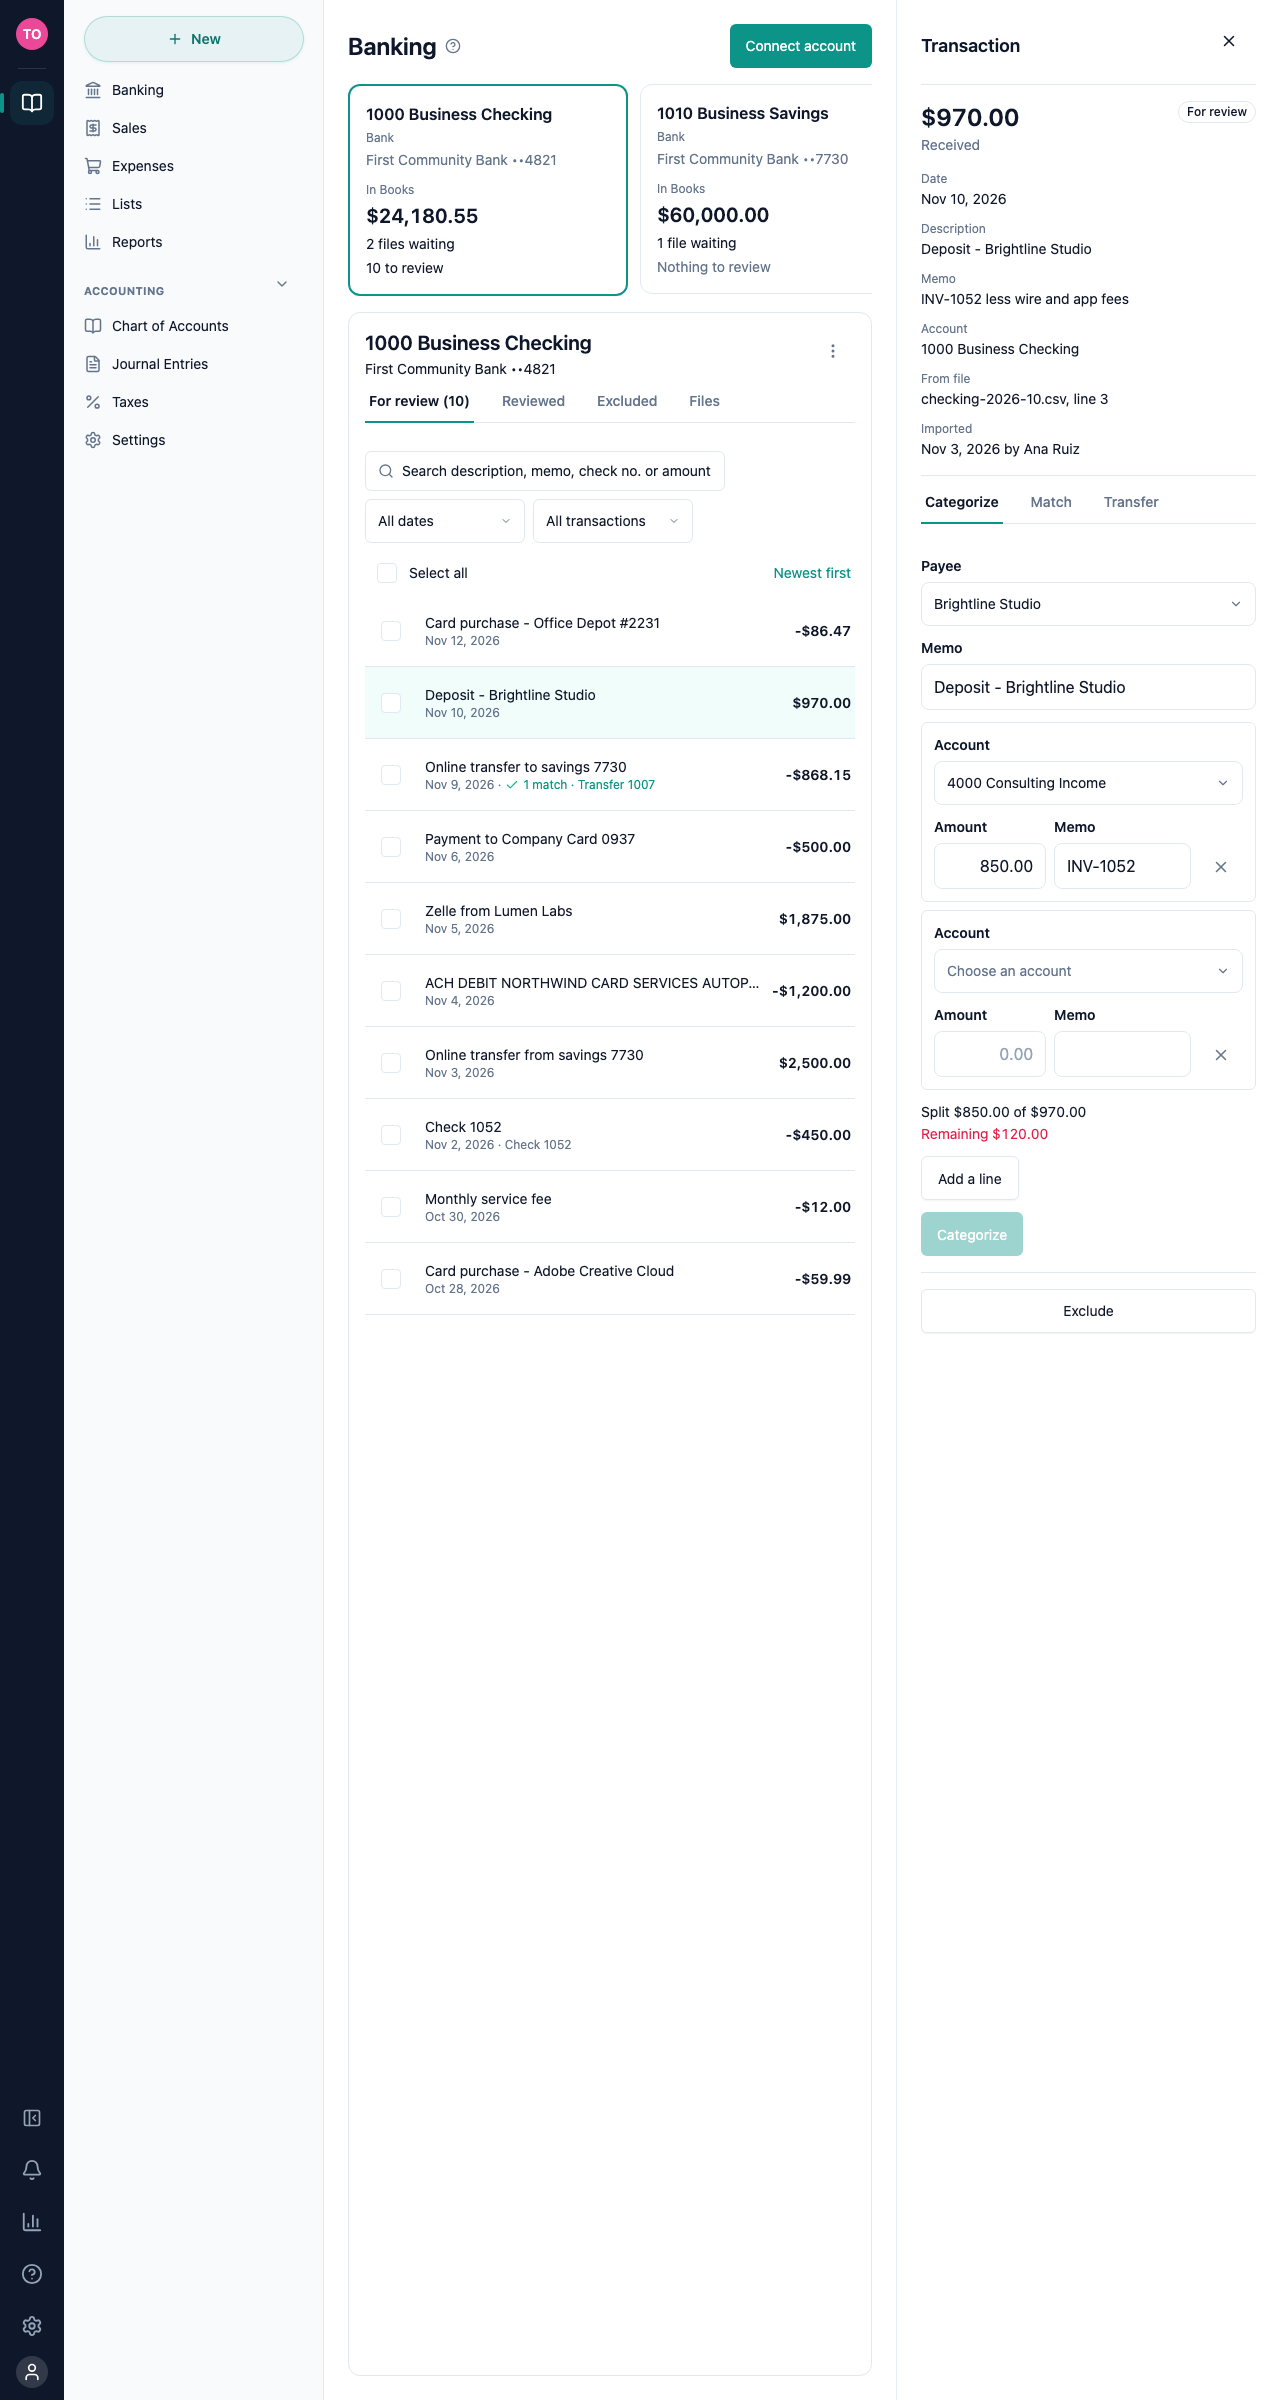 TO
New
Banking
Sales
Expenses
Lists
Reports
ACCOUNTING
Chart of Accounts
Journal Entries
Taxes
Settings
Banking
Connect account
1000 Business Checking
Bank
First Community Bank ••4821
In Books
$24,180.55
2 files waiting
10 to review
1010 Business Savings
Bank
First Community Bank ••7730
In Books
$60,000.00
1 file waiting
Nothing to review
1000 Business Checking
First Community Bank ••4821
For review (10) Reviewed Excluded Files
Search description, memo, check no. or amount
All dates All transactions
Select all Newest first
Card purchase - Office Depot #2231 -$86.47
Nov 12, 2026
Deposit - Brightline Studio $970.00
Nov 10, 2026
Online transfer to savings 7730 -$868.15
Nov 9, 2026 · 1 match · Transfer 1007
Payment to Company Card 0937 -$500.00
Nov 6, 2026
Zelle from Lumen Labs $1,875.00
Nov 5, 2026
ACH DEBIT NORTHWIND CARD SERVICES AUTOP... -$1,200.00
Nov 4, 2026
Online transfer from savings 7730 $2,500.00
Nov 3, 2026
Check 1052 -$450.00
Nov 2, 2026 · Check 1052
Monthly service fee -$12.00
Oct 30, 2026
Card purchase - Adobe Creative Cloud -$59.99
Oct 28, 2026
Transaction
$970.00 For review
Received
Date
Nov 10, 2026
Description
Deposit - Brightline Studio
Memo
INV-1052 less wire and app fees
Account
1000 Business Checking
From file
checking-2026-10.csv, line 3
Imported
Nov 3, 2026 by Ana Ruiz
Categorize Match Transfer
Payee
Brightline Studio
Memo
Deposit - Brightline Studio
Account
4000 Consulting Income
Amount Memo
850.00 INV-1052
Account
Choose an account
Amount Memo
0.00
Split $850.00 of $970.00
Remaining $120.00
Add a line
Categorize
Exclude